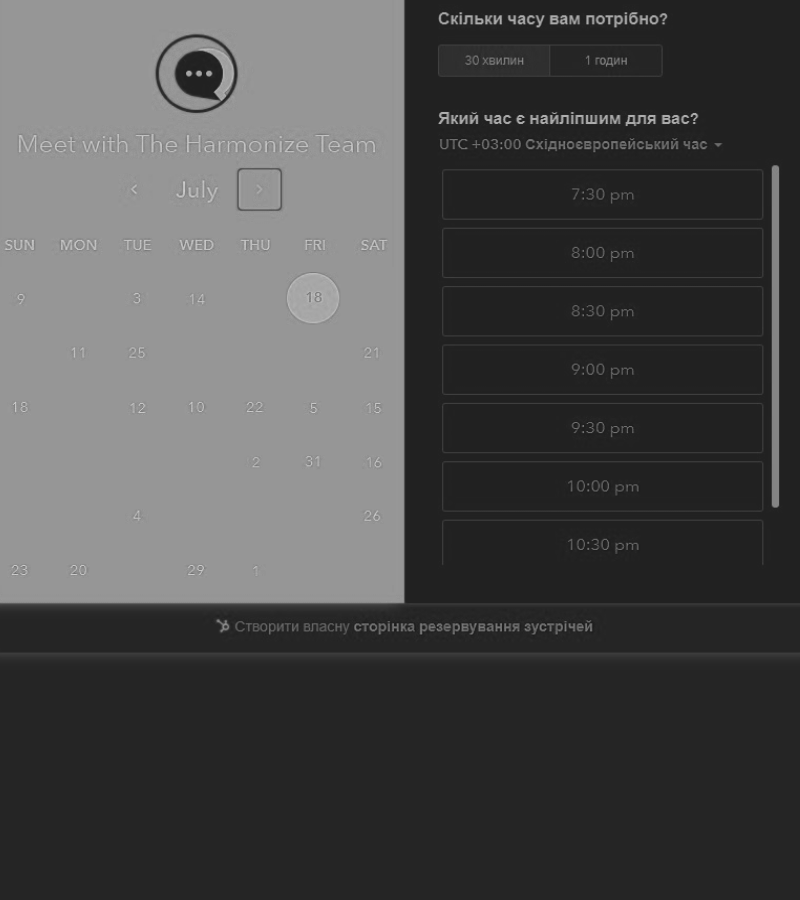 Meet with The Harmonize Team
July
SUN MON TUE WED THU FRI SAT
9 3 14 18
11 25 21
18 12 10 22 5 15
2 31 16
4 26
23 20 29 1
Скільки часу вам потрібно?
30 хвилин 1 годин
Який час є найліпшим для вас?
UTC +03:00 Східноєвропейський час
7:30 pm
8:00 pm
8:30 pm
9:00 pm
9:30 pm
10:00 pm
10:30 pm
Створити власну сторінка резервування зустрічей